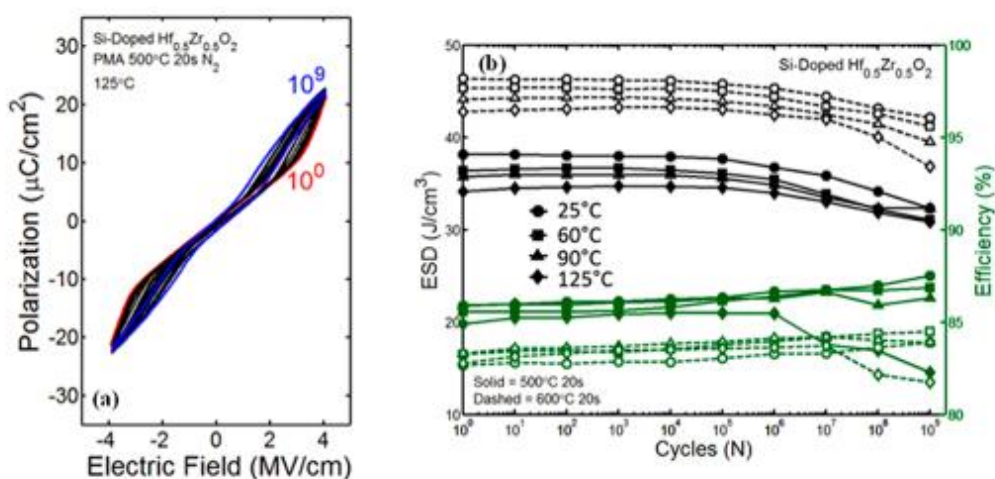 Si-Doped Hf0.5Zr0.5O2
PMA 500°C 20s N2
125°C
10^9
10^0
(a)
30
20
10
0
-10
-20
-30
Polarization (μC/cm²)
-4 -2 0 2 4
Electric Field (MV/cm)
(b)
Si-Doped Hf0.5Zr0.5O2
50
40
30
20
10
ESD (J/cm³)
25°C
60°C
90°C
125°C
Solid = 500°C 20s
Dashed = 600°C 20s
10^0 10^1 10^2 10^3 10^4 10^5 10^6 10^7 10^8 10^9
Cycles (N)
100
95
90
85
80
Efficiency (%)